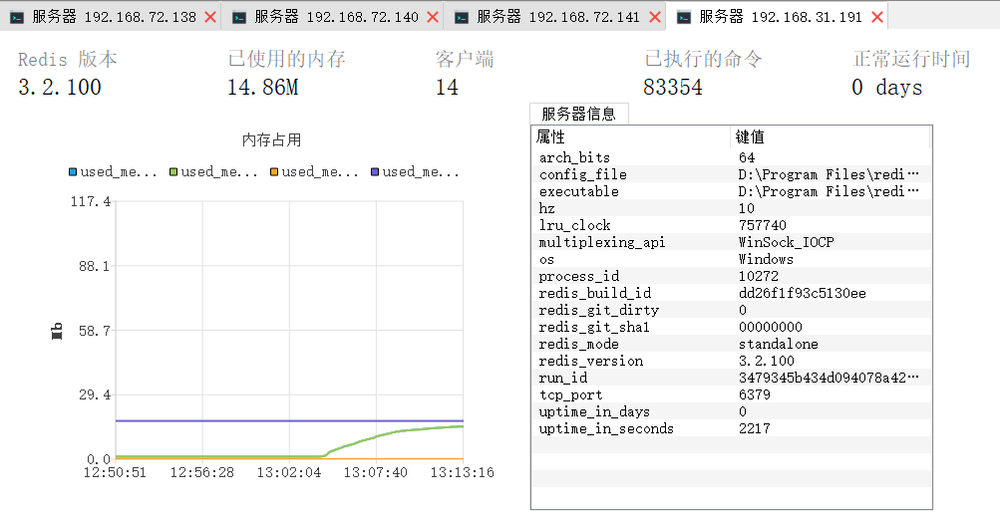 服务器 192.168.72.138 服务器 192.168.72.140 服务器 192.168.72.141 服务器 192.168.31.191
Redis 版本 已使用的内存 客户端 已执行的命令 正常运行时间
3.2.100 14.86M 14 83354 0 days
内存占用
used_me... used_me... used_me... used_me...
117.4
88.1
58.7
29.4
0.0
Mb
12:50:51 12:56:28 13:02:04 13:07:40 13:13:16
服务器信息
属性 键值
arch_bits 64
config_file D:\Program Files\redi...
executable D:\Program Files\redi...
hz 10
lru_clock 757740
multiplexing_api WinSock_IOCP
os Windows
process_id 10272
redis_build_id dd26f1f93c5130ee
redis_git_dirty 0
redis_git_sha1 00000000
redis_mode standalone
redis_version 3.2.100
run_id 3479345b434d094078a42...
tcp_port 6379
uptime_in_days 0
uptime_in_seconds 2217